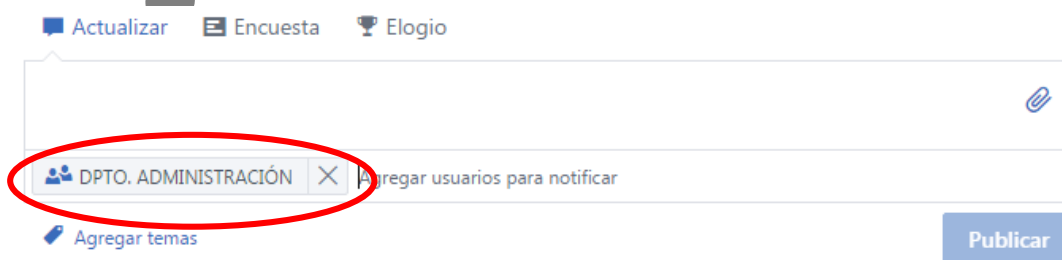 Actualizar Encuesta Elogio
DPTO. ADMINISTRACIÓN Agregar usuarios para notificar
Agregar temas Publicar